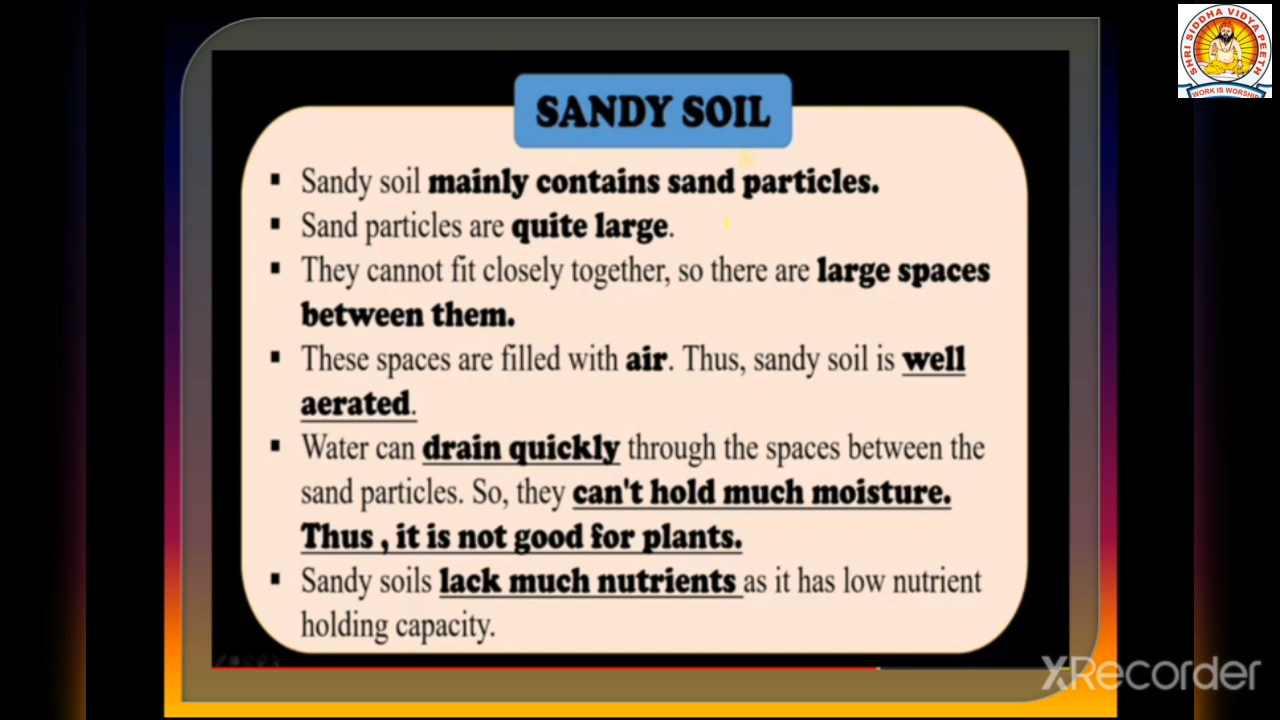 SHRI SIDDHA VIDYA PEETH
WORK IS WORSHIP
SANDY SOIL
▪ Sandy soil mainly contains sand particles.
▪ Sand particles are quite large.
▪ They cannot fit closely together, so there are large spaces
between them.
▪ These spaces are filled with air. Thus, sandy soil is well
aerated.
▪ Water can drain quickly through the spaces between the
sand particles. So, they can't hold much moisture.
Thus , it is not good for plants.
▪ Sandy soils lack much nutrients as it has low nutrient
holding capacity.
XRecorder